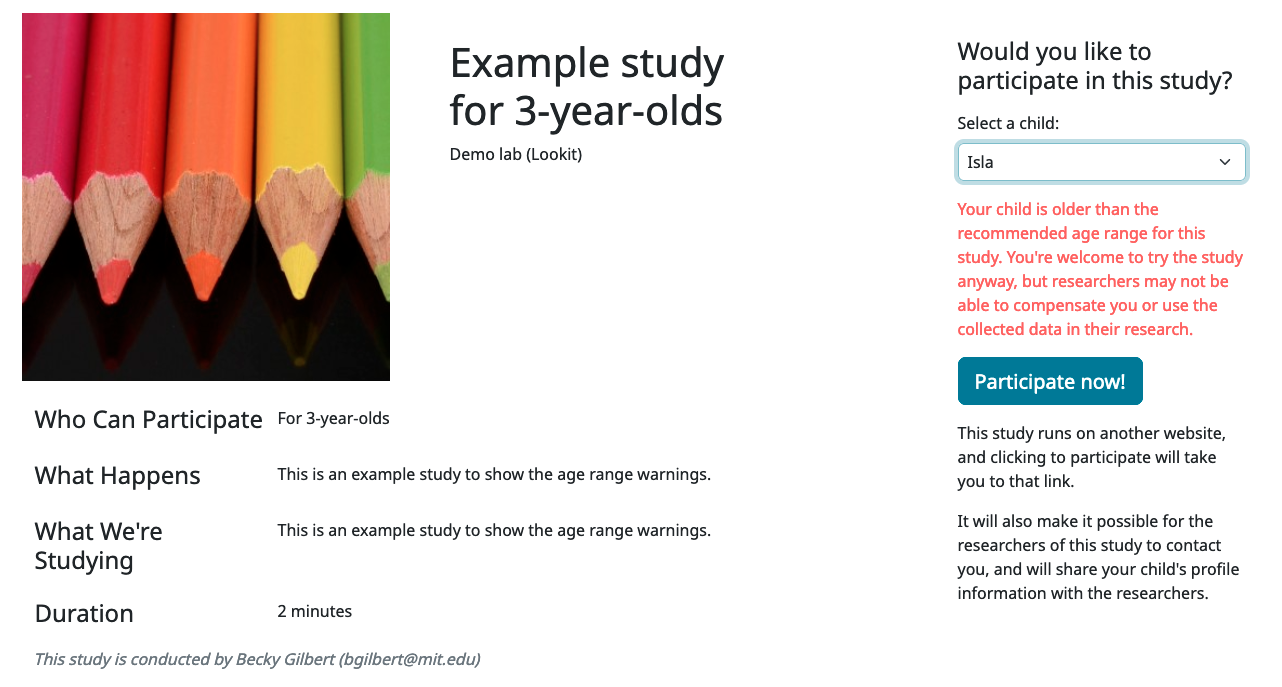 Example study
for 3-year-olds
Demo lab (Lookit)
Who Can Participate For 3-year-olds
What Happens This is an example study to show the age range warnings.
What We're This is an example study to show the age range warnings.
Studying
Duration 2 minutes
This study is conducted by Becky Gilbert (bgilbert@mit.edu)
Would you like to
participate in this study?
Select a child:
Isla
Your child is older than the
recommended age range for this
study. You're welcome to try the study
anyway, but researchers may not be
able to compensate you or use the
collected data in their research.
Participate now!
This study runs on another website,
and clicking to participate will take
you to that link.
It will also make it possible for the
researchers of this study to contact
you, and will share your child's profile
information with the researchers.